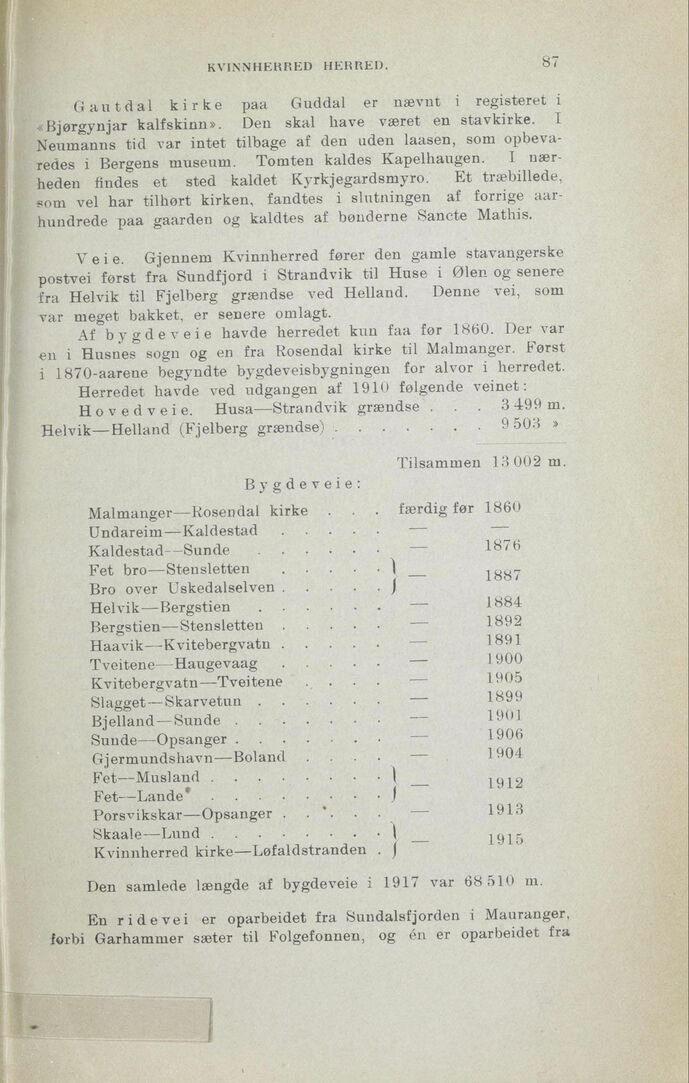 KVINNHERRED HERRED. 87
Gautdal kirke paa Guddal er nævnt i registeret i
«Bjørgynjar kalfskinn». Den skal have været en stavkirke. I
Neumanns tid var intet tilbage af den uden laasen, som opbeva-
redes i Bergens museum. Tomten kaldes Kapelhaugen. I nær-
heden findes et sted kaldet Kyrkjegardsmyro. Et træbillede,
som vel har tilhørt kirken, fandtes i slutningen af forrige aar-
hundrede paa gaarden og kaldtes af bønderne Sancte Mathis.
Veie. Gjennem Kvinnherred fører den gamle stavangerske
postvei først fra Sundfjord i Strandvik til Huse i Ølen og senere
fra Helvik til Fjelberg grændse ved Helland. Denne vei, som
var meget bakket, er senere omlagt.
Af bygdeveie havde herredet kun faa før 1860. Der var
en i Husnes sogn og en fra Rosendal kirke til Malmanger. Først
i 1870-aarene begyndte bygdeveisbygningen for alvor i herredet.
Herredet havde ved udgangen af 1910 følgende veinet:
Hovedveie. Husa—Strandvik grændse . . . 3 499 m.
Helvik—Helland (Fjelberg grændse) . . . . . . . 9 503 »
Tilsammen 13 002 m.
Bygdeveie:
Malmanger—Rosendal kirke . . . færdig før 1860
Undareim—Kaldestad . . . . . — —
Kaldestad—Sunde . . . . . . — 1876
Fet bro—Stensletten . . . . . } — 1887
Bro over Uskedalselven . . . . . }
Helvik—Bergstien . . . . . . — 1884
Bergstien—Stensletten . . . . . — 1892
Haavik—Kvitebergvatn . . . . . — 1891
Tveitene—Haugevaag . . . . . — 1900
Kvitebergvatn—Tveitene . . . . — 1905
Slagget—Skarvetun . . . . . . — 1899
Bjelland—Sunde . . . . . . . — 1901
Sunde—Opsanger . . . . . . . — 1906
Gjermundshavn—Boland . . . . — 1904
Fet—Musland . . . . . . . . } — 1912
Fet—Lande . . . . . . . . }
Porsvikskar—Opsanger . . . . . — 1913
Skaale—Lund . . . . . . . . } — 1915
Kvinnherred kirke—Løfaldstranden . }
Den samlede længde af bygdeveie i 1917 var 68 510 m.
En ridevei er oparbeidet fra Sundalsfjorden i Mauranger,
forbi Garhammer sæter til Folgefonnen, og én er oparbeidet fra